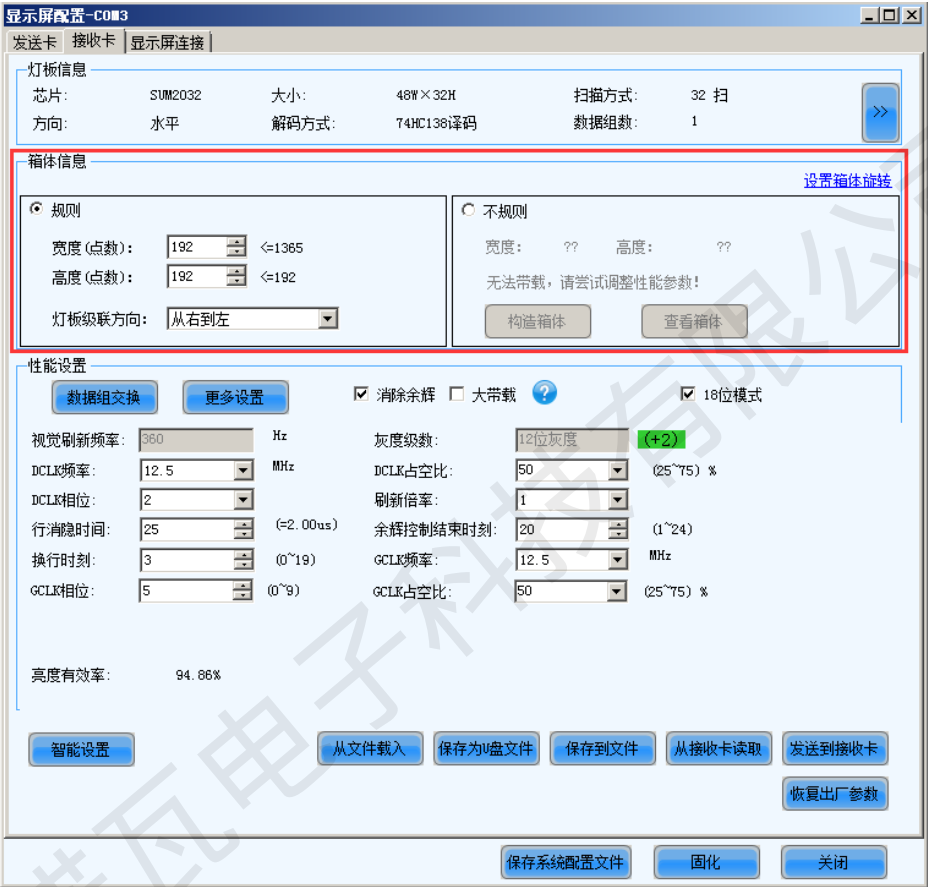 显示屏配置-COM3
发送卡 接收卡 显示屏连接
灯板信息
芯片: SUM2032 大小: 48W×32H 扫描方式: 32 扫
方向: 水平 解码方式: 74HC138译码 数据组数: 1
>>
箱体信息
设置箱体旋转
规则
宽度(点数): 192 <=1365
高度(点数): 192 <=192
灯板级联方向: 从右到左
不规则
宽度: ?? 高度: ??
无法带载，请尝试调整性能参数!
构造箱体 查看箱体
性能设置
数据组交换 更多设置 消除余辉 大带载 ? 18位模式
视觉刷新频率: 360 Hz 灰度级数: 12位灰度 (+2)
DCLK频率: 12.5 MHz DCLK占空比: 50 (25~75) %
DCLK相位: 2 刷新倍率: 1
行消隐时间: 25 (=2.00us) 余辉控制结束时刻: 20 (1~24)
换行时刻: 3 (0~19) GCLK频率: 12.5 MHz
GCLK相位: 5 (0~9) GCLK占空比: 50 (25~75) %
亮度有效率: 94.86%
智能设置 从文件载入 保存为U盘文件 保存到文件 从接收卡读取 发送到接收卡
恢复出厂参数
保存系统配置文件 固化 关闭
瓦电子科技有限公